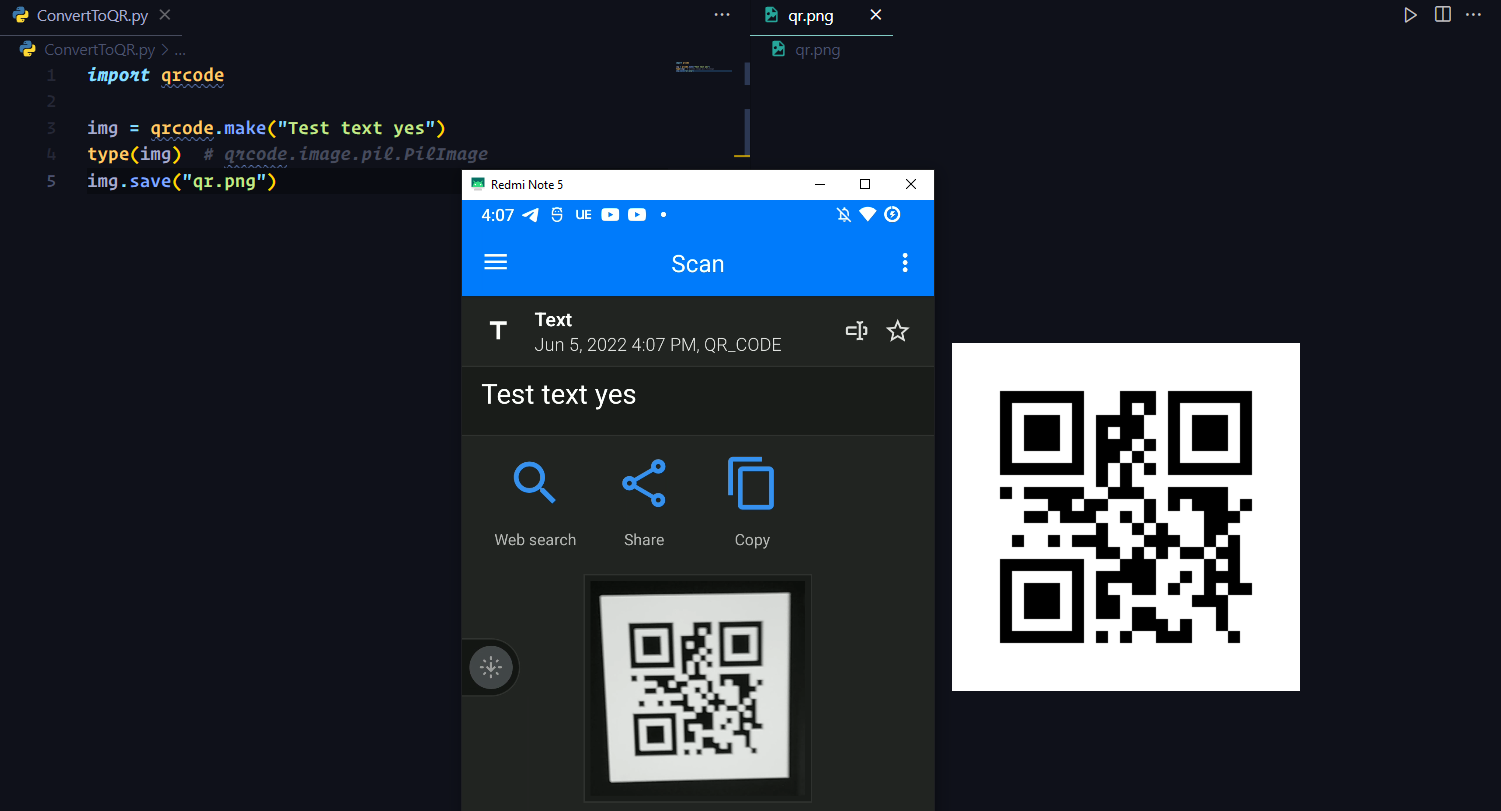 ConvertToQR.py
ConvertToQR.py > ...
1 import qrcode
2
3 img = qrcode.make("Test text yes")
4 type(img)  # qrcode.image.pil.PilImage
5 img.save("qr.png")
qr.png
qr.png
Redmi Note 5
4:07 UE
Scan
T Text
Jun 5, 2022 4:07 PM, QR_CODE
Test text yes
Web search Share Copy